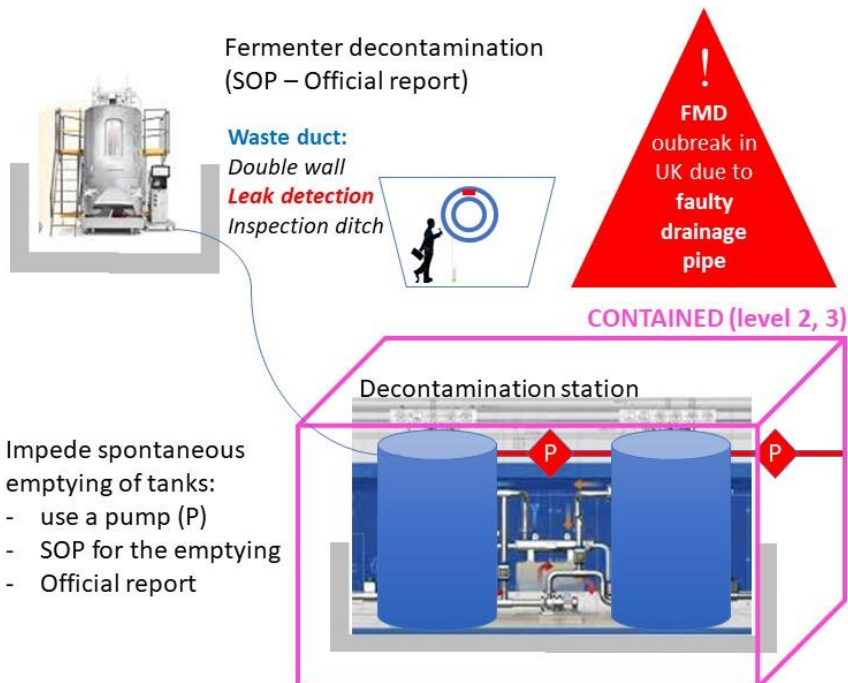 Fermenter decontamination
(SOP – Official report)
Waste duct:
Double wall
Leak detection
Inspection ditch
!
FMD
oubreak in
UK due to
faulty
drainage
pipe
CONTAINED (level 2, 3)
Decontamination station
P
P
Impede spontaneous
emptying of tanks:
- use a pump (P)
- SOP for the emptying
- Official report